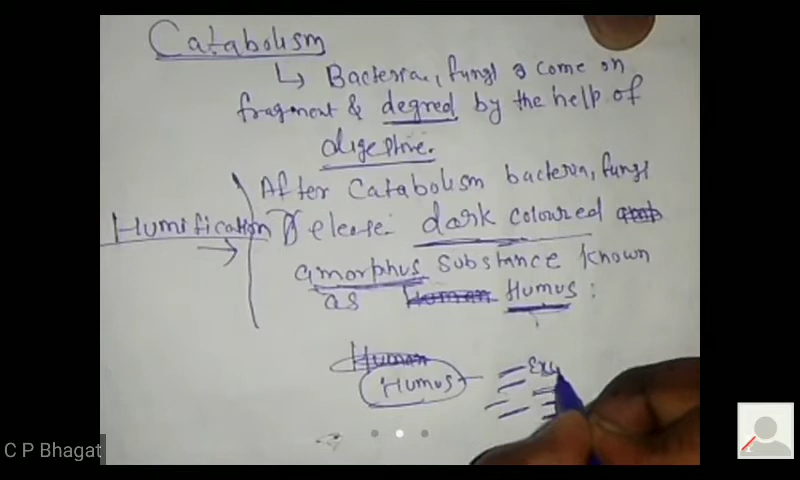 Catabolism
↳ Bacteria, fungi & come on
fragment & degred by the help of
digestive.
After Catabolism bacteria, fungi
Humification Release dark coloured
amorphus substance known
as Humus :
Human
Humus
C P Bhagat